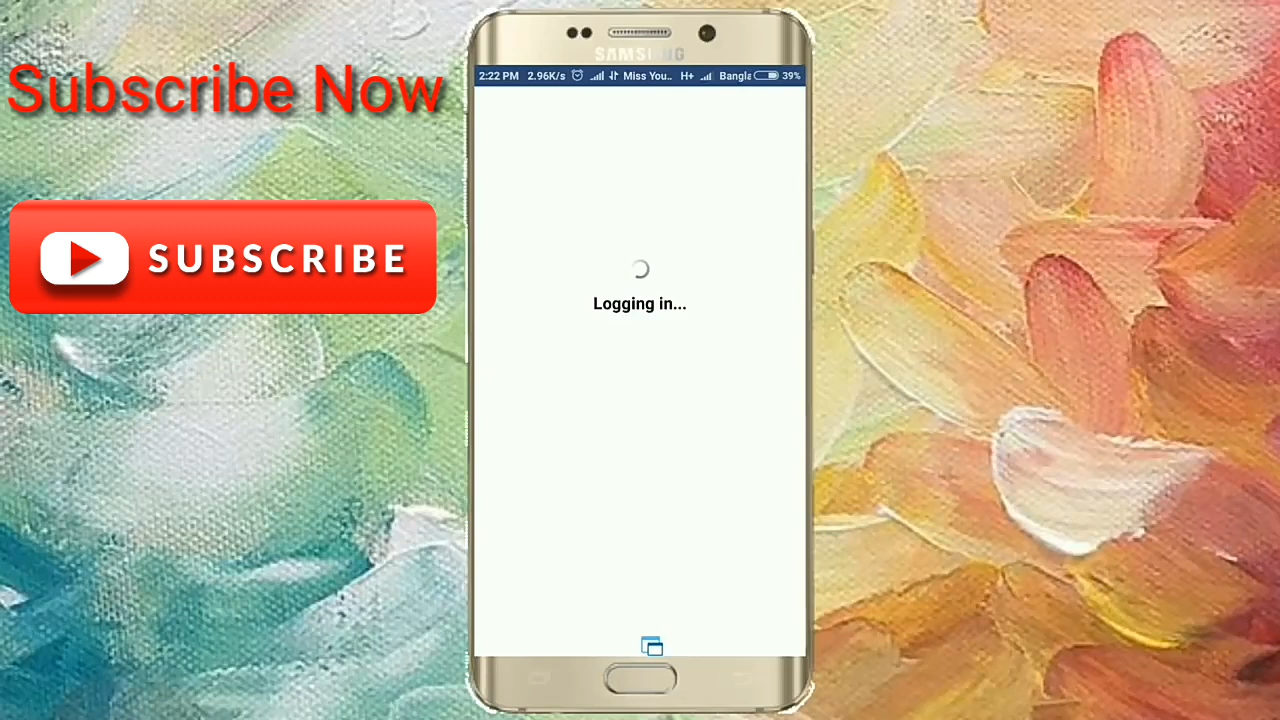 Subscribe Now
SUBSCRIBE
SAMSUNG
2:22 PM 2.96K/s Miss You.. H+ Bangla 39%
Logging in...